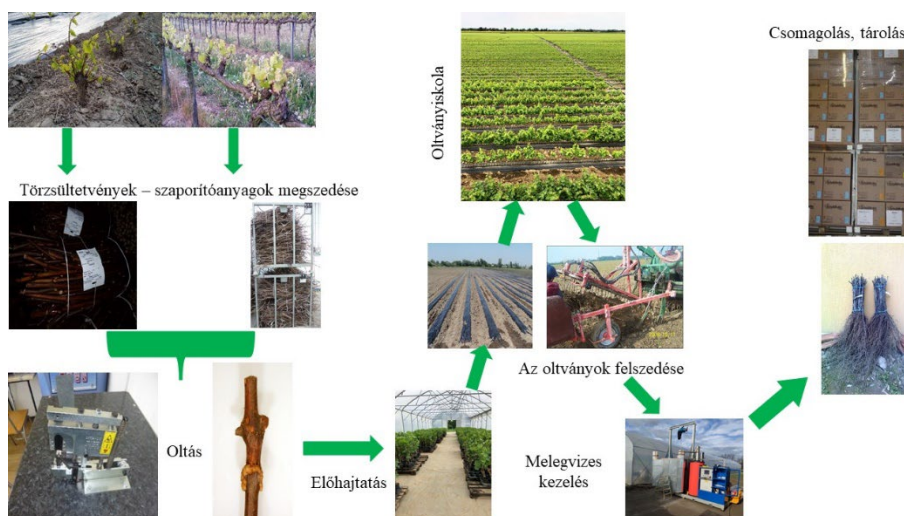 Törzsültetvények – szaporítóanyagok megszedése
Oltás
Előhajtatás
Oltványiskola
Az oltványok felszedése
Melegvizes
kezelés
Csomagolás, tárolás